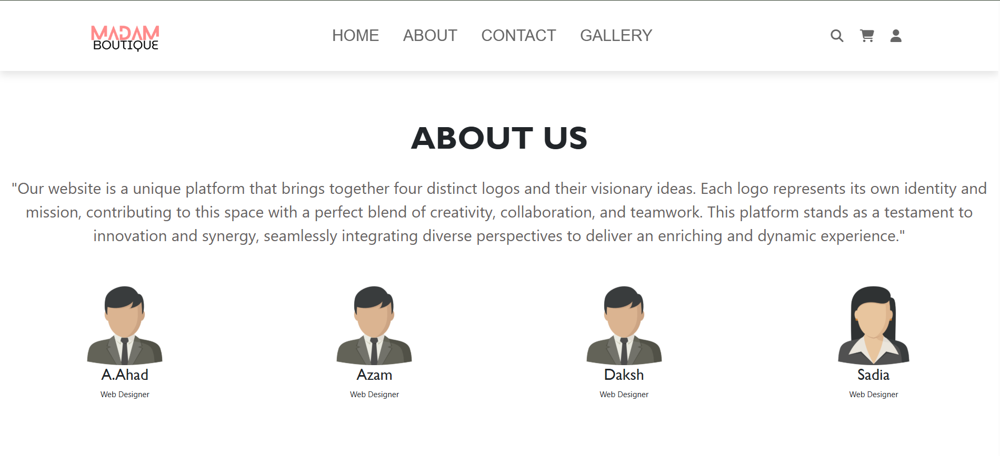 MADAM
BOUTIQUE
HOME ABOUT CONTACT GALLERY
ABOUT US
"Our website is a unique platform that brings together four distinct logos and their visionary ideas. Each logo represents its own identity and
mission, contributing to this space with a perfect blend of creativity, collaboration, and teamwork. This platform stands as a testament to
innovation and synergy, seamlessly integrating diverse perspectives to deliver an enriching and dynamic experience."
A.Ahad Azam Daksh Sadia
Web Designer Web Designer Web Designer Web Designer